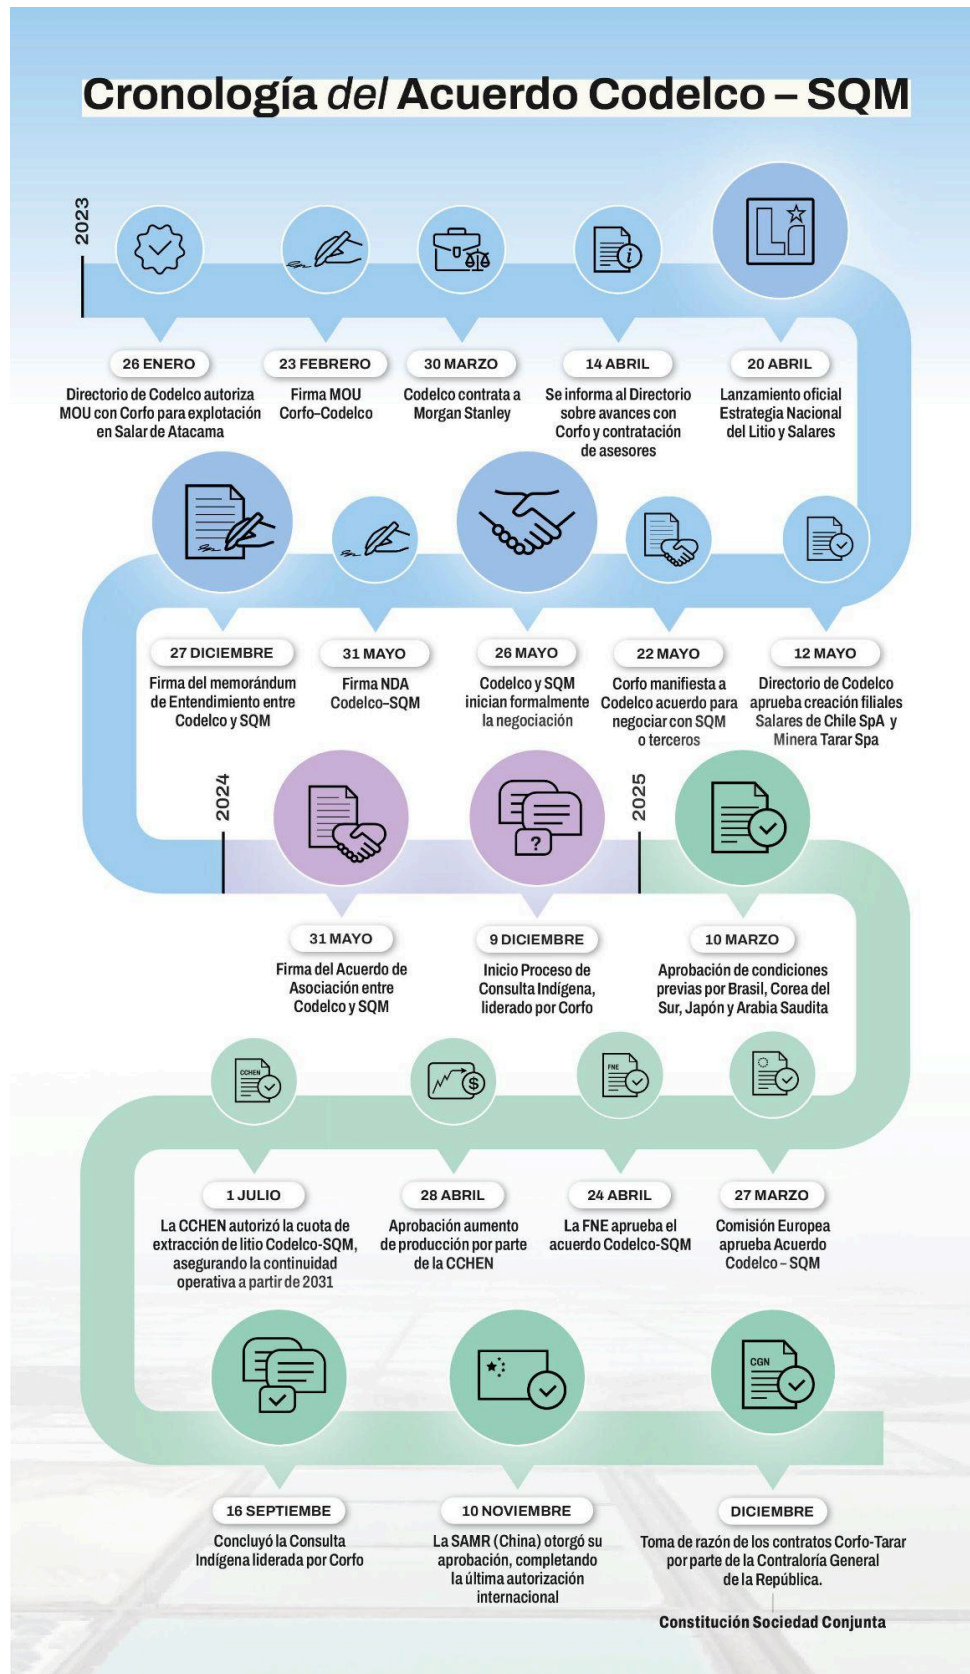 Cronología del Acuerdo Codelco – SQM
2023
26 ENERO
Directorio de Codelco autoriza
MOU con Corfo para explotación
en Salar de Atacama
23 FEBRERO
Firma MOU
Corfo–Codelco
30 MARZO
Codelco contrata a
Morgan Stanley
i
14 ABRIL
Se informa al Directorio
sobre avances con
Corfo y contratación
de asesores
Li
20 ABRIL
Lanzamiento oficial
Estrategia Nacional
del Litio y Salares
12 MAYO
Directorio de Codelco
aprueba creación filiales
Salares de Chile SpA y
Minera Tarar Spa
22 MAYO
Corfo manifiesta a
Codelco acuerdo para
negociar con SQM
o terceros
26 MAYO
Codelco y SQM
inician formalmente
la negociación
31 MAYO
Firma NDA
Codelco–SQM
27 DICIEMBRE
Firma del memorándum
de Entendimiento entre
Codelco y SQM
2024
31 MAYO
Firma del Acuerdo de
Asociación entre
Codelco y SQM
?
9 DICIEMBRE
Inicio Proceso de
Consulta Indígena,
liderado por Corfo
2025
10 MARZO
Aprobación de condiciones
previas por Brasil, Corea del
Sur, Japón y Arabia Saudita
27 MARZO
Comisión Europea
aprueba Acuerdo
Codelco – SQM
FNE
24 ABRIL
La FNE aprueba el
acuerdo Codelco-SQM
$
28 ABRIL
Aprobación aumento
de producción por parte
de la CCHEN
CCHEN
1 JULIO
La CCHEN autorizó la cuota de
extracción de litio Codelco-SQM,
asegurando la continuidad
operativa a partir de 2031
16 SEPTIEMBE
Concluyó la Consulta
Indígena liderada por Corfo
10 NOVIEMBRE
La SAMR (China) otorgó su
aprobación, completando
la última autorización
internacional
CGN
DICIEMBRE
Toma de razón de los contratos Corfo-Tarar
por parte de la Contraloría General
de la República.
Constitución Sociedad Conjunta